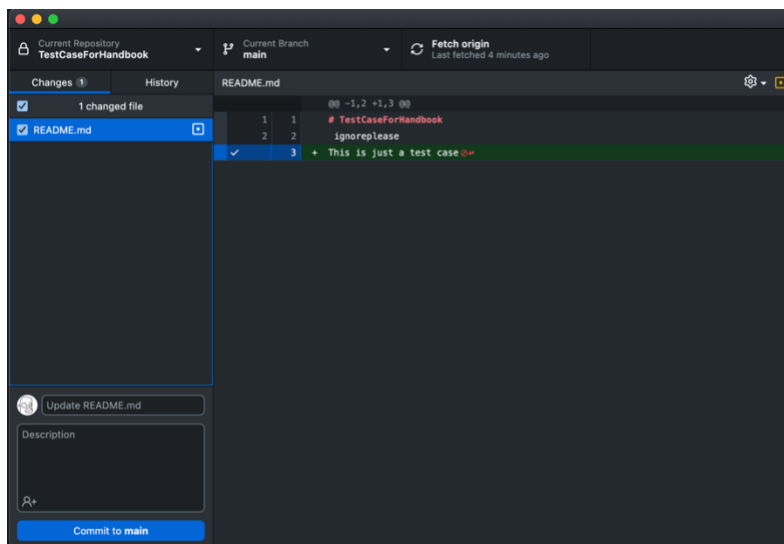 Current Repository
TestCaseForHandbook
Current Branch
main
Fetch origin
Last fetched 4 minutes ago
Changes 1
History
README.md
1 changed file
@@ -1,2 +1,3 @@
README.md
1 1 # TestCaseForHandbook
2 2 ignoreplease
3 + This is just a test case
Update README.md
Description
Commit to main